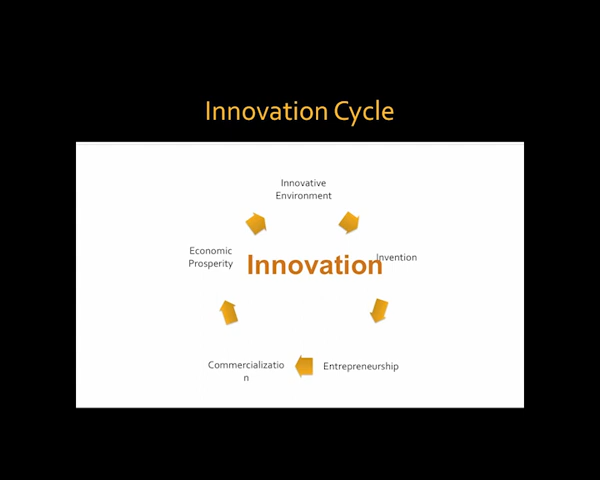 Innovation Cycle
Innovative
Environment
Economic
Prosperity
Innovation
Invention
Commercializatio
n
Entrepreneurship